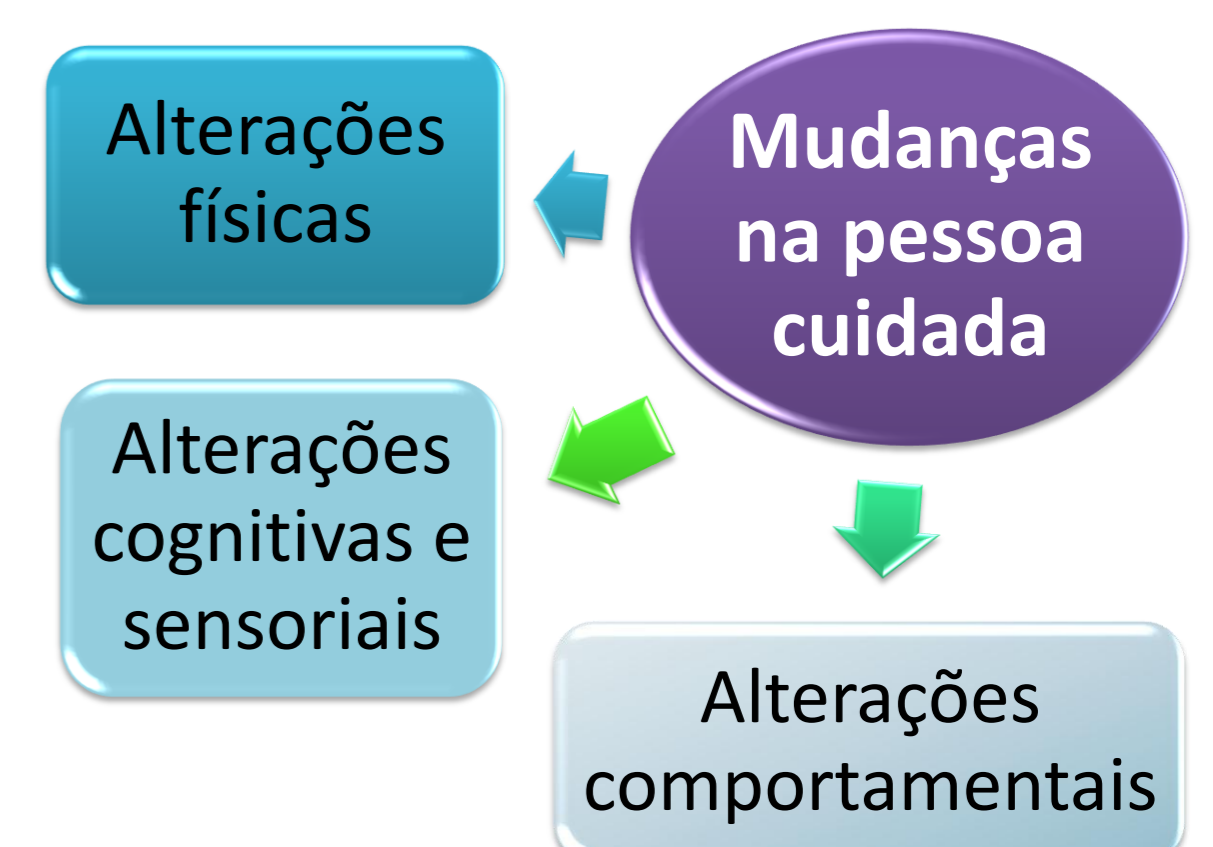 Alterações
físicas
Mudanças
na pessoa
cuidada
Alterações
cognitivas e
sensoriais
Alterações
comportamentais